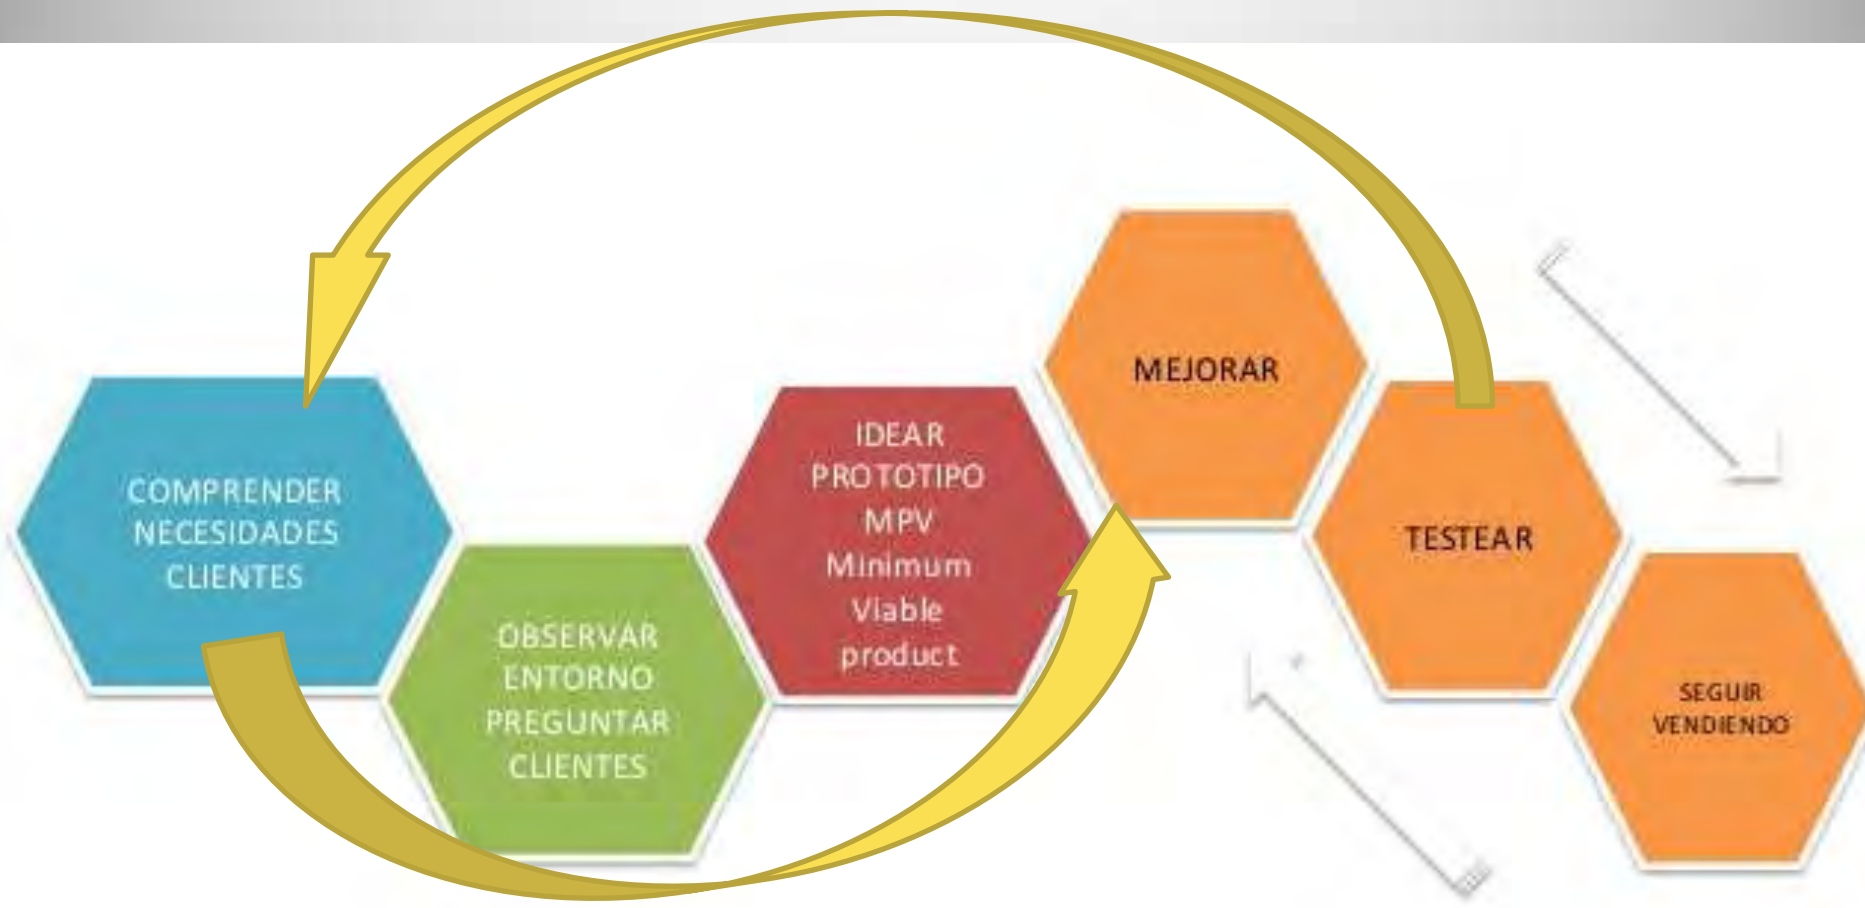 COMPRENDER
NECESIDADES
CLIENTES
OBSERVAR
ENTORNO
PREGUNTAR
CLIENTES
IDEAR
PROTOTIPO
MPV
Minimum
Viable
product
MEJORAR
TESTEAR
SEGUIR
VENDIENDO